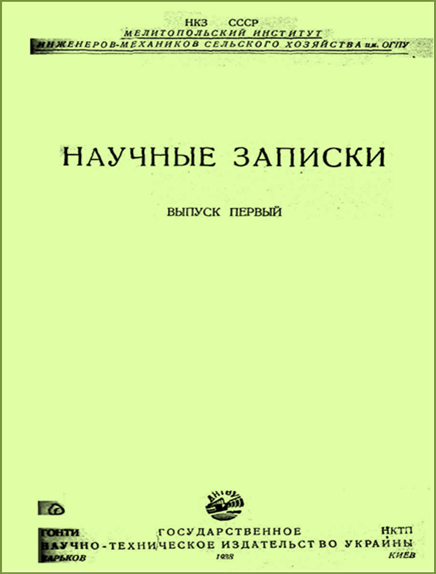 НКЗ СССР
МЕЛИТОПОЛЬСКИЙ ИНСТИТУТ
ИНЖЕНЕРОВ-МЕХАНИКОВ СЕЛЬСКОГО ХОЗЯЙСТВА им. ОГПУ
НАУЧНЫЕ ЗАПИСКИ
ВЫПУСК ПЕРВЫЙ
ГОНТИ ГОСУДАРСТВЕННОЕ НКТП
НАУЧНО-ТЕХНИЧЕСКОЕ ИЗДАТЕЛЬСТВО УКРАИНЫ
ХАРЬКОВ 1938 КИЕВ